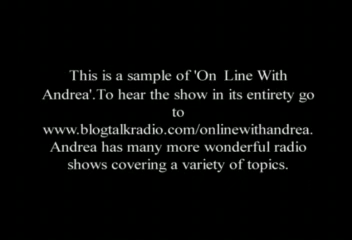 This is a sample of 'On  Line With
Andrea'.To hear the show in its entirety go
to
www.blogtalkradio.com/onlinewithandrea.
Andrea has many more wonderful radio
shows covering a variety of topics.